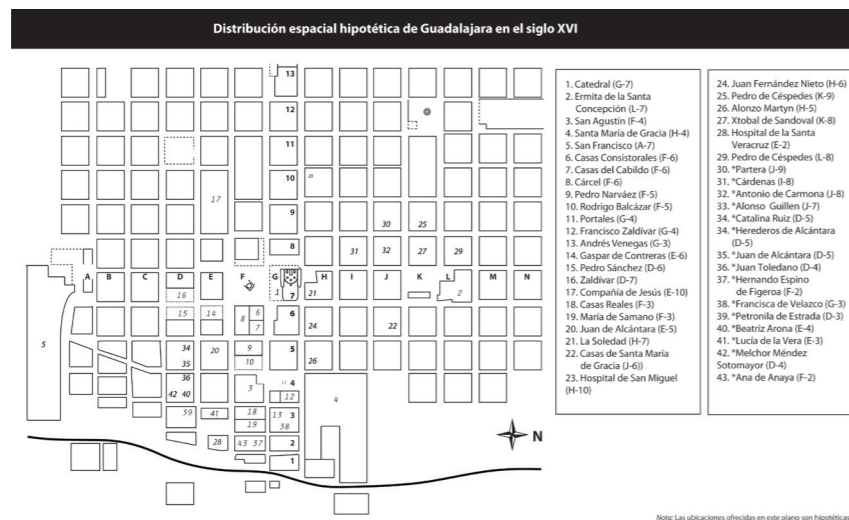 Distribución espacial hipotética de Guadalajara en el siglo XVI
13
12
11
17
10
23
9
30
25
8
31
32
27
29
A
B
C
D
E
F
G
H
I
J
K
L
M
N
16
1
7
21
2
5
15
14
8
6
7
6
24
22
34
20
9
5
35
10
26
36
3
4
42 40
12
4
39
41
18
13
3
19
38
28
43 37
2
1
N
1. Catedral (G-7)
2. Ermita de la Santa
Concepción (L-7)
3. San Agustín (F-4)
4. Santa María de Gracia (H-4)
5. San Francisco (A-7)
6. Casas Consistorales (F-6)
7. Casas del Cabildo (F-6)
8. Cárcel (F-6)
9. Pedro Narváez (F-5)
10. Rodrigo Balcázar (F-5)
11. Portales (G-4)
12. Francisco Zaldívar (G-4)
13. Andrés Venegas (G-3)
14. Gaspar de Contreras (E-6)
15. Pedro Sánchez (D-6)
16. Zaldívar (D-7)
17. Compañía de Jesús (E-10)
18. Casas Reales (F-3)
19. María de Samano (F-3)
20. Juan de Alcántara (E-5)
21. La Soledad (H-7)
22. Casas de Santa María
de Gracia (J-6))
23. Hospital de San Miguel
(H-10)
24. Juan Fernández Nieto (H-6)
25. Pedro de Céspedes (K-9)
26. Alonzo Martyn (H-5)
27. Xtobal de Sandoval (K-8)
28. Hospital de la Santa
Veracruz (E-2)
29. Pedro de Céspedes (L-8)
30. *Partera (J-9)
31. *Cárdenas (I-8)
32. *Antonio de Carmona (J-8)
33. *Alonso Guillen (J-7)
34. *Catalina Ruiz (D-5)
34. *Herederos de Alcántara
(D-5)
35. *Juan de Alcántara (D-5)
36. *Juan Toledano (D-4)
37. *Hernando Espino
de Figeroa (F-2)
38. *Francisca de Velazco (G-3)
39. *Petronila de Estrada (D-3)
40. *Beatriz Arona (E-4)
41. *Lucía de la Vera (E-3)
42. *Melchor Méndez
Sotomayor (D-4)
43. *Ana de Anaya (F-2)
Nota: Las ubicaciones ofrecidas en este plano son hipotéticas